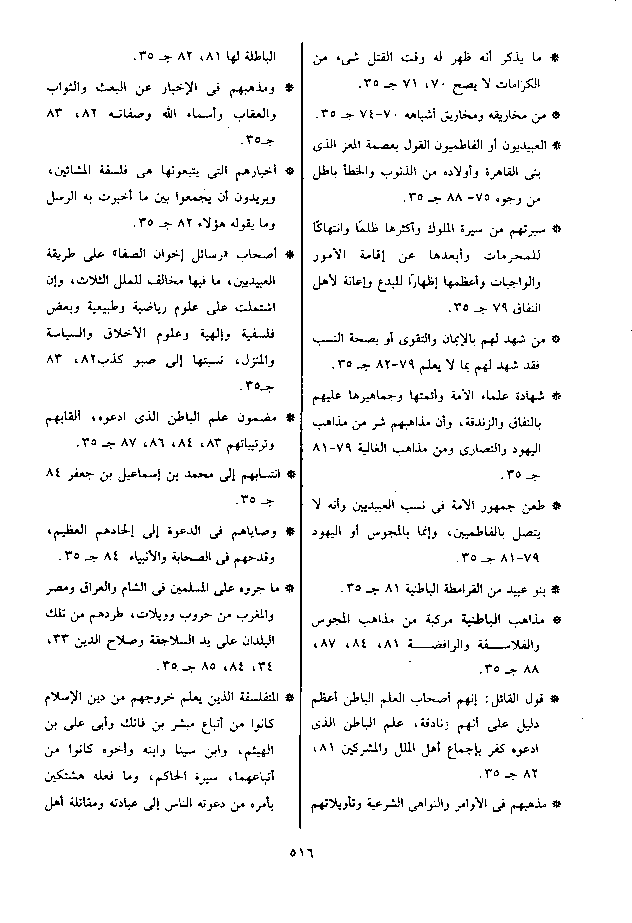 * ما يذكر أنه ظهر له وقت القتل شىء من
الكرامات لا يصح ٧٠، ٧١ جـ ٣٥.
* من مخاريقه ومخاريق أشباهه ٧٠-٧٤ جـ ٣٥.
* العبيديون أو الفاطميون القول بعصمة المعز الذى
بنى القاهرة وأولاده من الذنوب والخطأ باطل
من وجوه ٧٥- ٨٨ جـ ٣٥.
* سيرتهم من سيرة الملوك وأكثرها ظلمًا وانتهاكًا
للمحرمات وأبعدها عن إقامة الأمور
والواجبات وأعظمها إظهارًا للبدع وإعانة لأهل
النفاق ٧٩ جـ ٣٥.
* من شهد لهم بالإيمان والتقوى أو بصحة النسب
فقد شهد لهم بما لا يعلم ٧٩-٨٢ جـ ٣٥.
* شهادة علماء الأمة وأئمتها وجماهيرها عليهم
بالنفاق والزندقة، وأن مذاهبهم شر من مذاهب
اليهود والنصارى ومن مذاهب الغالية ٧٩-٨١
جـ ٣٥.
* طعن جمهور الأمة فى نسب العبيديين وأنه لا
يتصل بالفاطميين، وإنما بالمجوس أو اليهود
٧٩-٨١ جـ ٣٥.
* بنو عبيد من القرامطة الباطنية ٨١ جـ ٣٥.
* مذاهب الباطنية مركبة من مذاهب المجوس
والفلاسـفة والرافضـة ٨١، ٨٤، ٨٧،
٨٨ جـ ٣٥.
* قول القائل: إنهم أصحاب العلم الباطن أعظم
دليل على أنهم زنادقة، علم الباطن الذى
ادعوه كفر بإجماع أهل الملل والمشركين ٨١،
٨٢ جـ ٣٥.
* مذهبهم فى الأوامر والنواهى الشرعية وتأويلاتهم
الباطلة لها ٨١، ٨٢ جـ ٣٥.
* ومذهبهم فى الإخبار عن البعث والثواب
والعقاب وأسماء الله وصفاته ٨٢، ٨٣
جـ٣٥.
* أخبارهم التى يتبعونها هى فلسفة المشائين،
ويريدون أن يجمعوا بين ما أخبرت به الرسل
وما يقوله هؤلاء ٨٢ جـ ٣٥.
* أصحاب «رسائل إخوان الصفا» على طريقة
العبيديين، ما فيها مخالف للملل الثلاث، وإن
اشتملت على علوم رياضية وطبيعية وبعض
فلسفية وإلهية وعلوم الأخلاق والسياسة
والمنزل، نسبتها إلى كذب٨٢، ٨٣
جـ٣٥.
* مضمون علم الباطن الذى ادعوه، ألقابهم
وترتيباتهم ٨٣، ٨٤، ٨٦، ٨٧ جـ ٣٥.
* انتسابهم إلى محمد بن إسماعيل بن جعفر ٨٤
جـ ٣٥.
* وصاياهم فى الدعوة إلى إلحادهم العظيم،
وقدحهم فى الصحابة والأنبياء ٨٤ جـ ٣٥.
* ما جروه على المسلمين فى الشام والعراق ومصر
والمغرب من حروب وويلات، طردهم من تلك
البلدان على يد السلاجقة وصلاح الدين ٣٣،
٣٤، ٨٤، ٨٥ جـ ٣٥.
* المتفلسفة الذين يعلم خروجهم من دين الإسلام
كانوا من أتباع مبشر بن فاتك وأبى على بن
الهيثم، وابن سينا وابنه وأخوه كانوا من
أتباعهما، سيرة الحاكم، وما فعله هشتكين
بأمره من دعوته الناس إلى عبادته ومقاتلة أهل
٥١٦